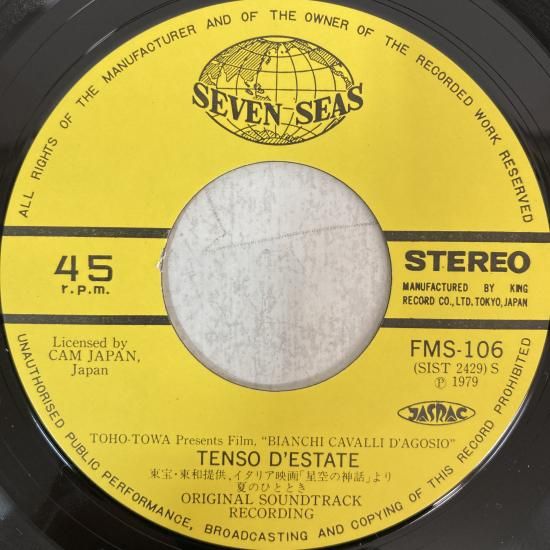 ALL RIGHTS OF THE MANUFACTURER AND OF THE OWNER OF THE RECORDED WORK RESERVED
SEVEN SEAS
45
r.p.m.
STEREO
MANUFACTURED BY KING
RECORD CO., LTD. TOKYO, JAPAN
Licensed by
CAM JAPAN,
Japan
FMS-106
(SIST 2429) S
Ⓟ 1979
JASRAC
TOHO-TOWA Presents Film, "BIANCHI CAVALLI D'AGOSIO"
TENSO D'ESTATE
東宝・東和提供、イタリア映画「星空の神話」より
夏のひととき
ORIGINAL SOUNDTRACK
RECORDING
UNAUTHORISED PUBLIC PERFORMANCE, BROADCASTING AND COPYING OF THIS RECORD PROHIBITED